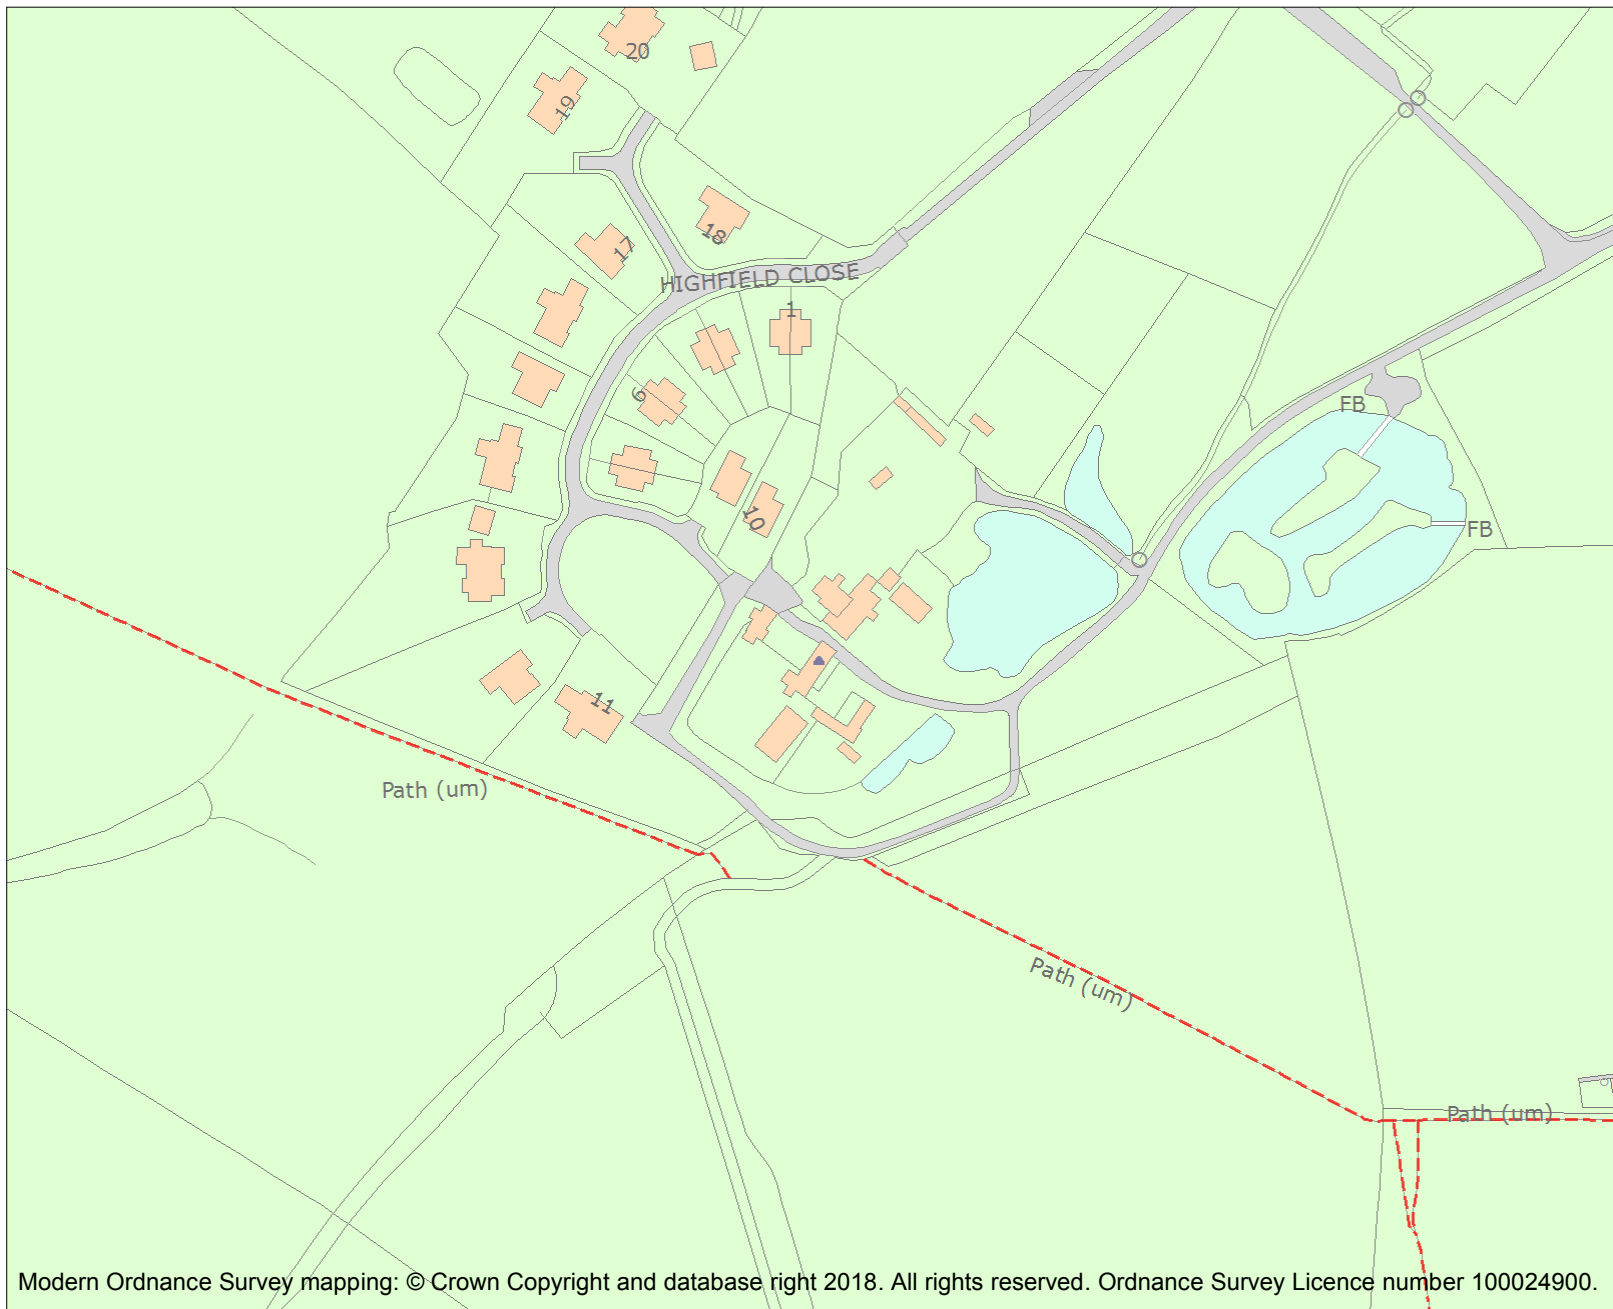 20
19
18
17
HIGHFIELD CLOSE
1
6
FB
FB
10
11
Path (um)
Path (um)
Path (um)
Modern Ordnance Survey mapping: © Crown Copyright and database right 2018. All rights reserved. Ordnance Survey Licence number 100024900.